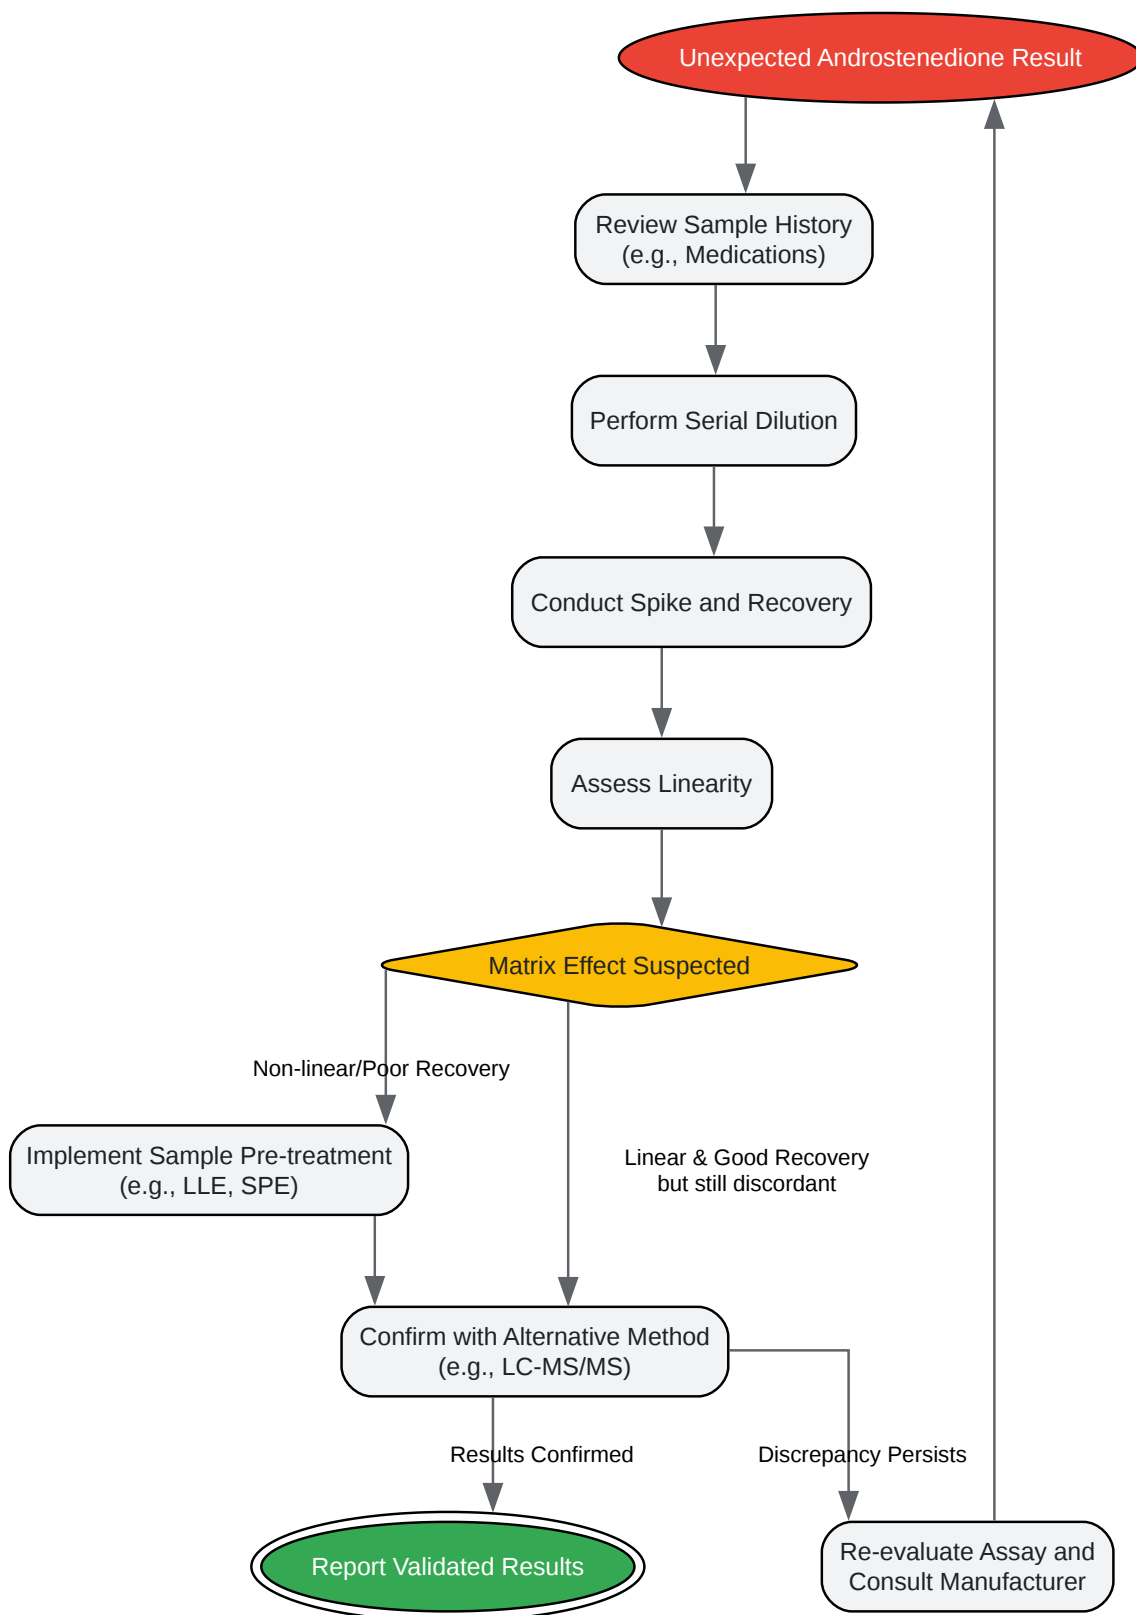 Unexpected Androstenedione Result
Review Sample History
(e.g., Medications)
Perform Serial Dilution
Conduct Spike and Recovery
Assess Linearity
Matrix Effect Suspected
Non-linear/Poor Recovery
Implement Sample Pre-treatment
(e.g., LLE, SPE)
Linear & Good Recovery
but still discordant
Confirm with Alternative Method
(e.g., LC-MS/MS)
Results Confirmed
Discrepancy Persists
Report Validated Results
Re-evaluate Assay and
Consult Manufacturer